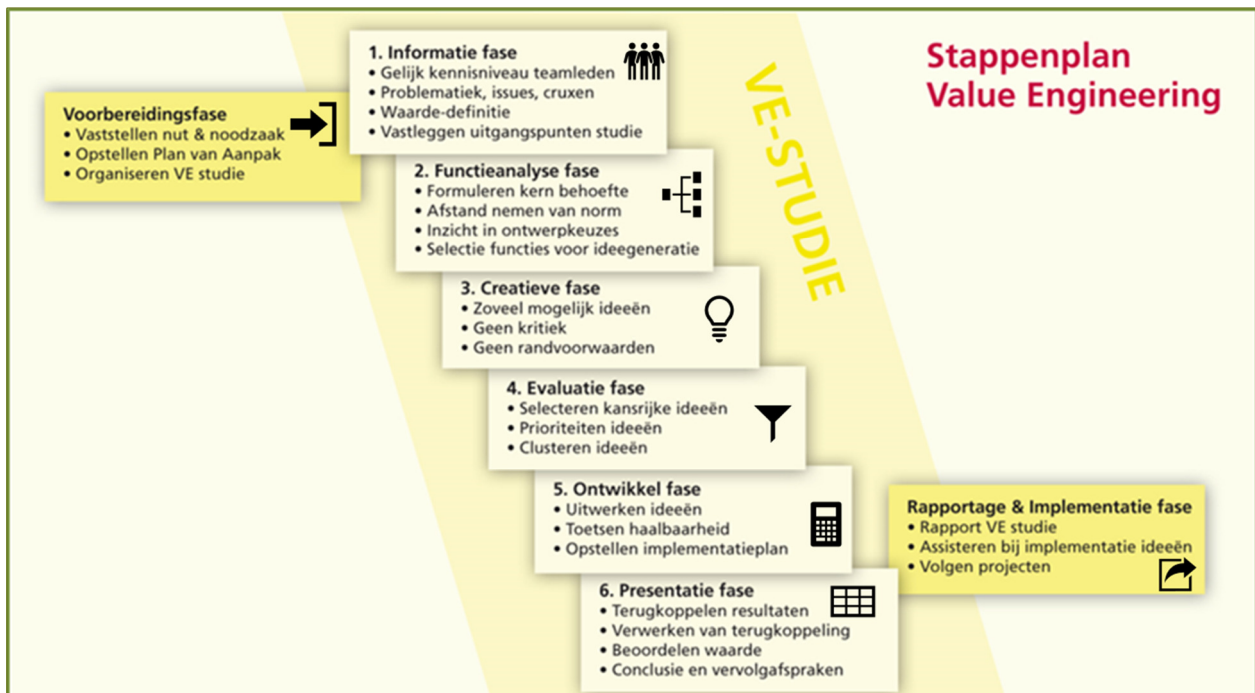 Stappenplan
Value Engineering
VE-STUDIE
Voorbereidingsfase
• Vaststellen nut & noodzaak
• Opstellen Plan van Aanpak
• Organiseren VE studie
1. Informatie fase
• Gelijk kennisniveau teamleden
• Problematiek, issues, cruxen
• Waarde-definitie
• Vastleggen uitgangspunten studie
2. Functieanalyse fase
• Formuleren kern behoefte
• Afstand nemen van norm
• Inzicht in ontwerpkeuzes
• Selectie functies voor ideegeneratie
3. Creatieve fase
• Zoveel mogelijk ideeën
• Geen kritiek
• Geen randvoorwaarden
4. Evaluatie fase
• Selecteren kansrijke ideeën
• Prioriteiten ideeën
• Clusteren ideeën
5. Ontwikkel fase
• Uitwerken ideeën
• Toetsen haalbaarheid
• Opstellen implementatieplan
6. Presentatie fase
• Terugkoppelen resultaten
• Verwerken van terugkoppeling
• Beoordelen waarde
• Conclusie en vervolgafspraken
Rapportage & Implementatie fase
• Rapport VE studie
• Assisteren bij implementatie ideeën
• Volgen projecten